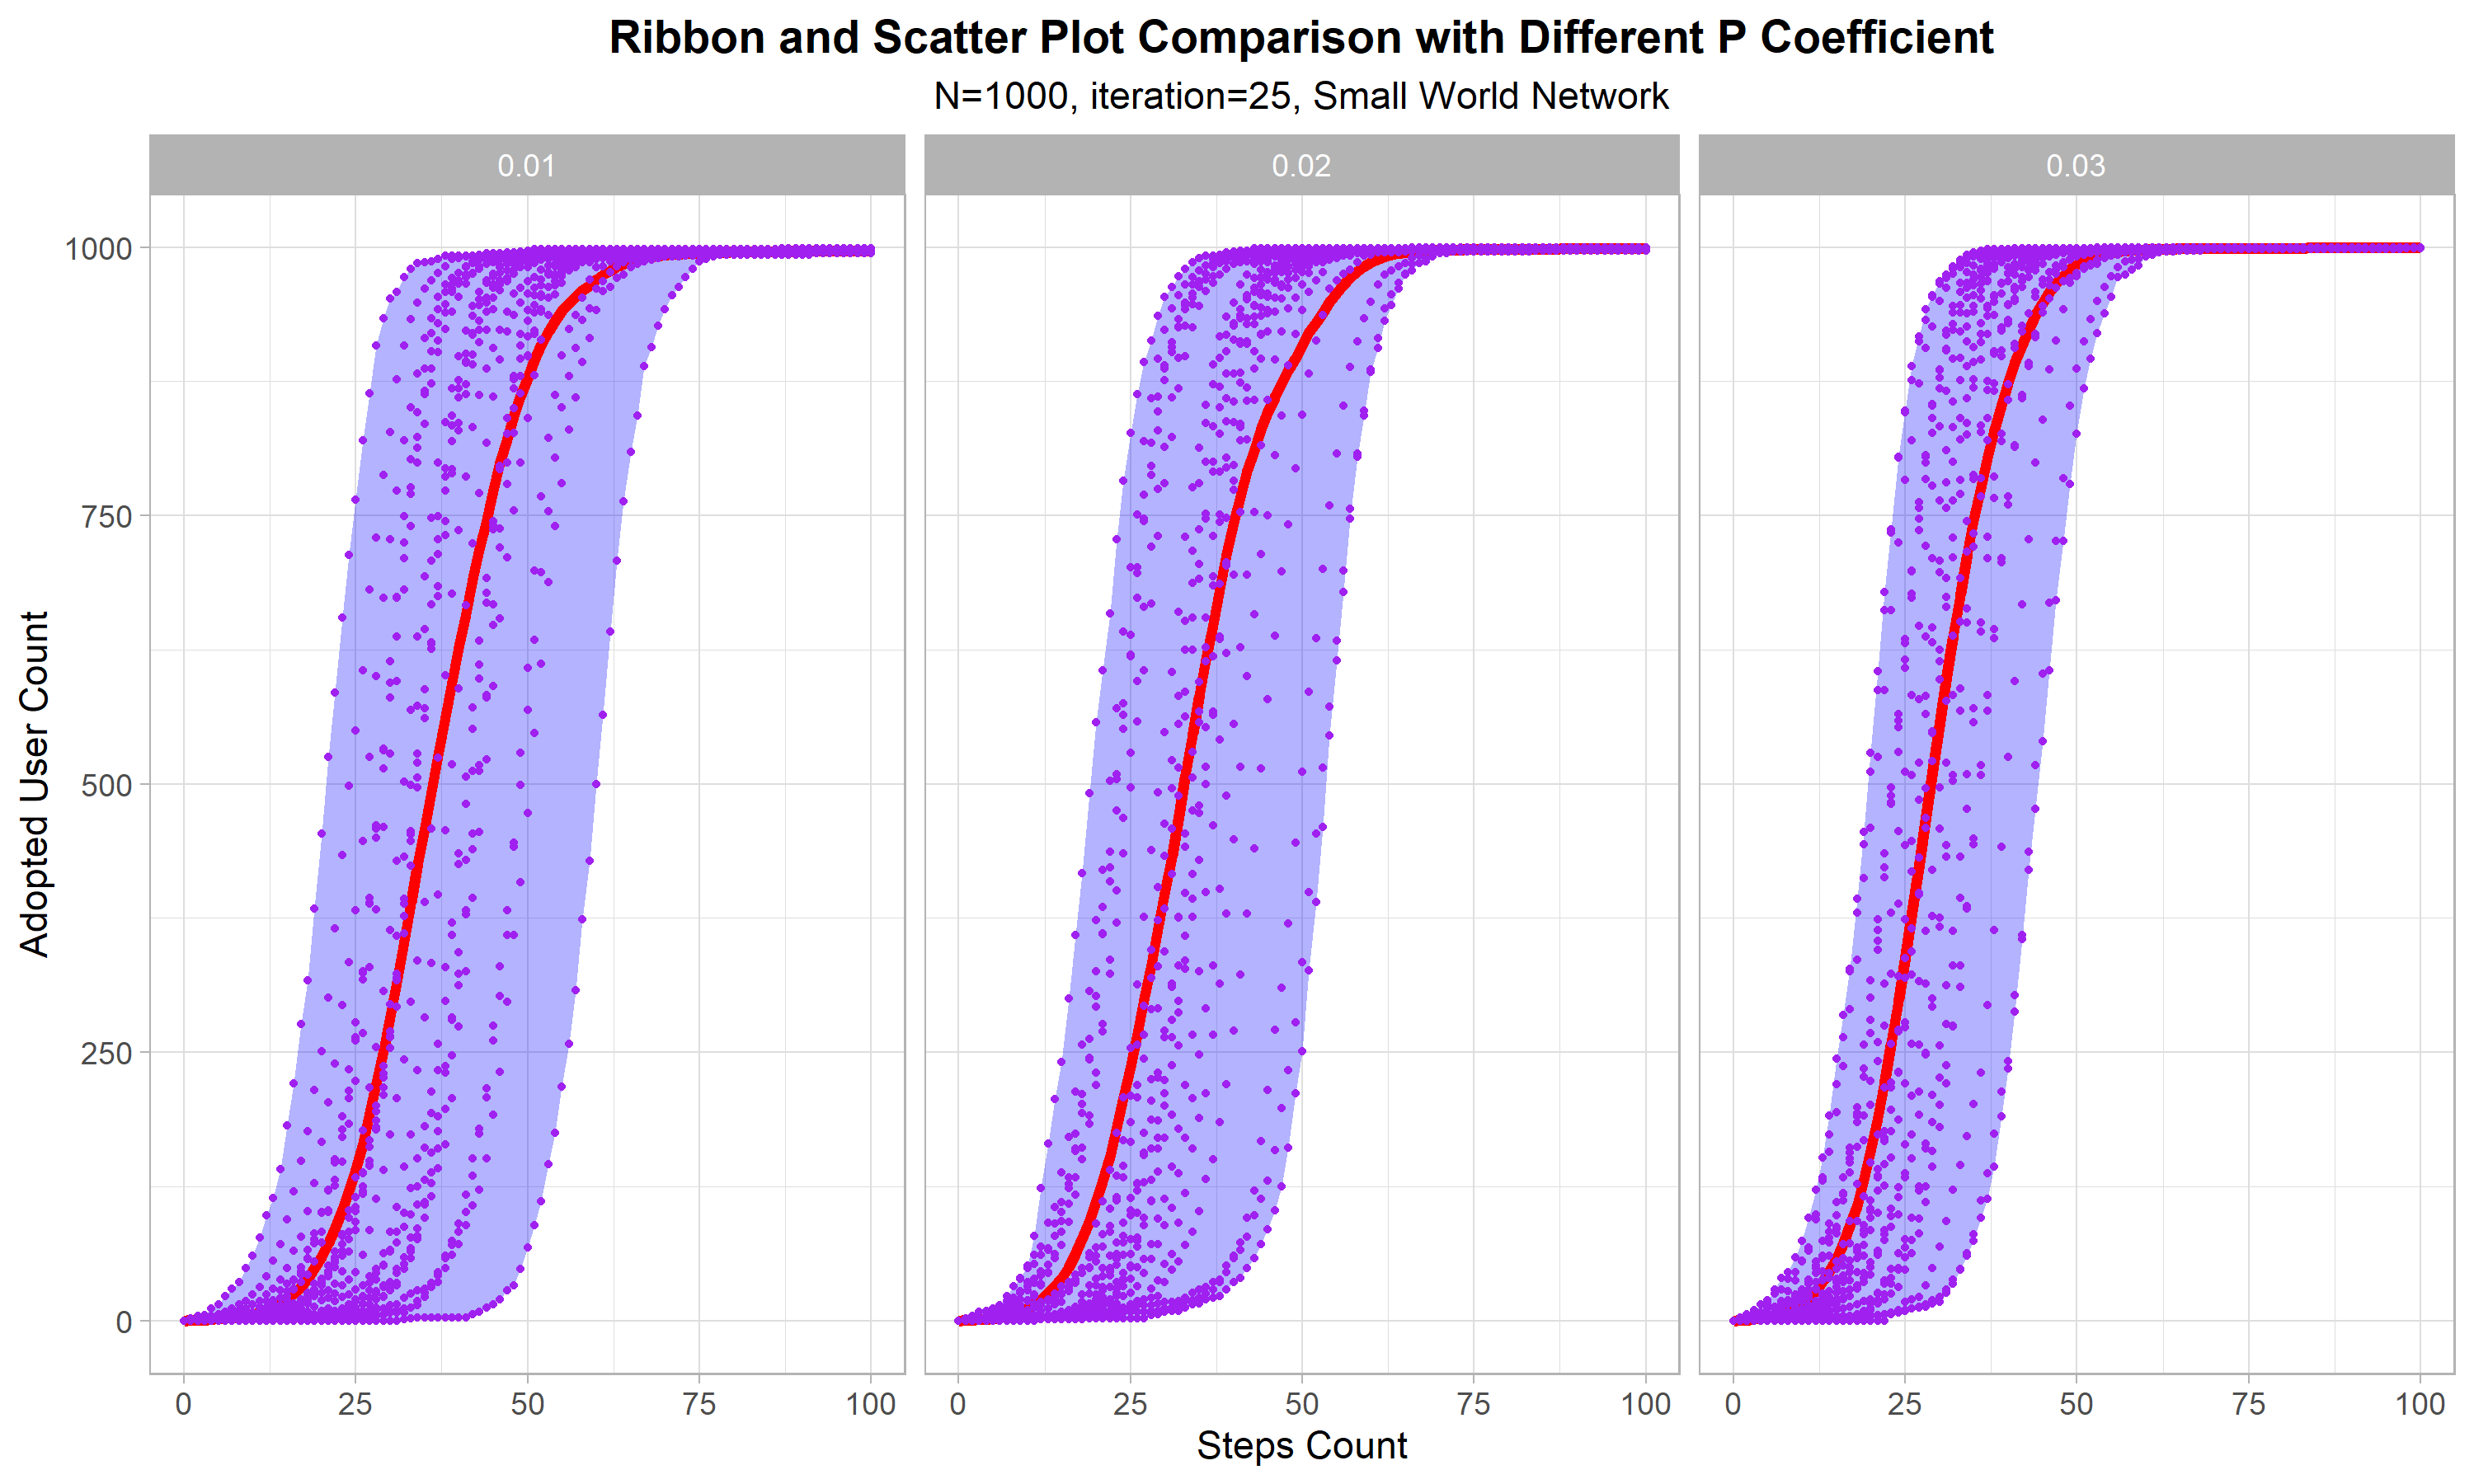 Ribbon and Scatter Plot Comparison with Different P Coefficient
N=1000, iteration=25, Small World Network
0.01 0.02 0.03
Adopted User Count
1000
750
500
250
0
0 25 50 75 100 0 25 50 75 100 0 25 50 75 100
Steps Count